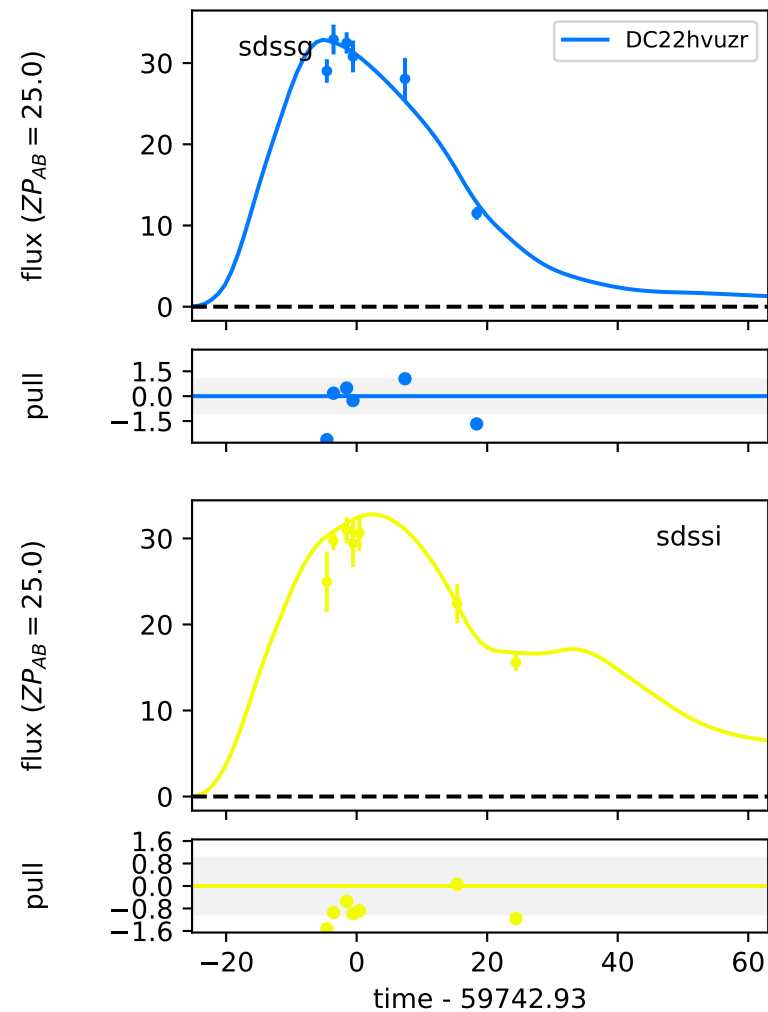 sdssg
DC22hvuzr
flux (ZP_AB = 25.0)
30
20
10
0
pull
1.5
0.0
−1.5
sdssi
flux (ZP_AB = 25.0)
30
20
10
0
pull
1.6
0.8
0.0
−0.8
−1.6
−20 0 20 40 60
time - 59742.93